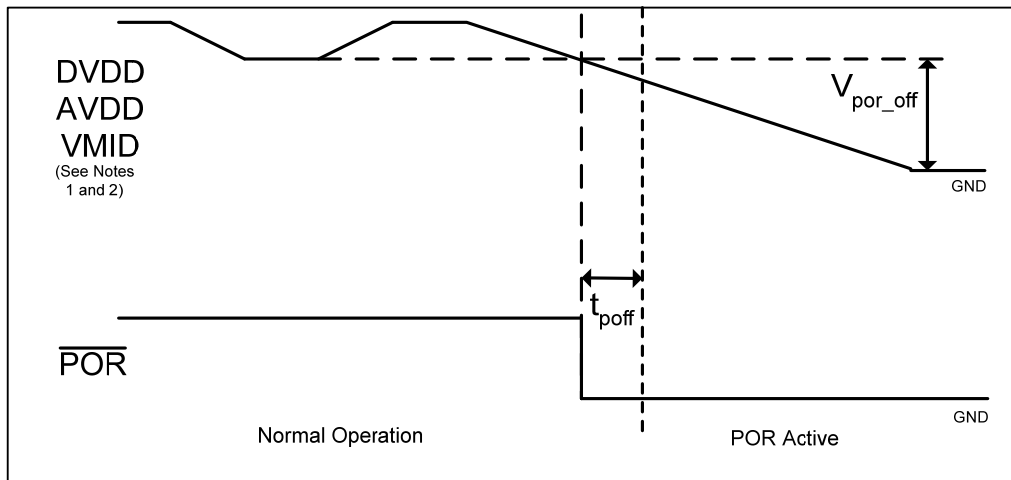 DVDD
AVDD
VMID
(See Notes
1 and 2)
V_por_off
GND
t_poff
POR
GND
Normal Operation
POR Active